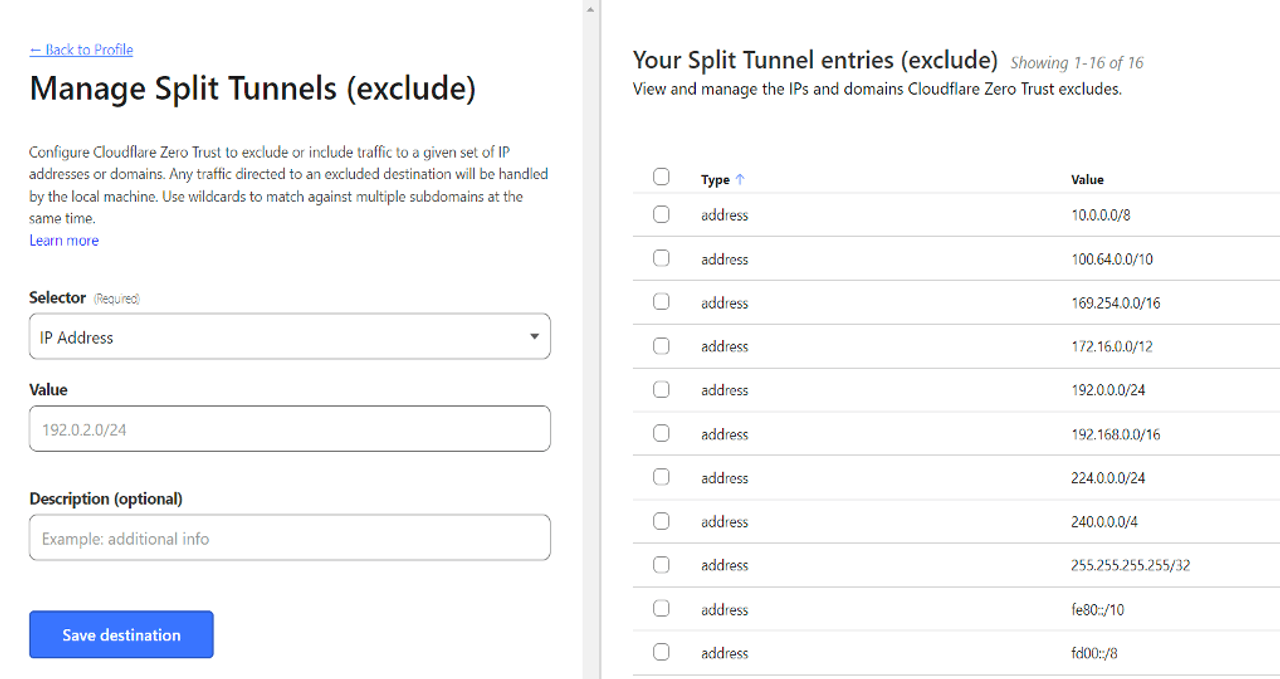 ← Back to Profile
Manage Split Tunnels (exclude)
Configure Cloudflare Zero Trust to exclude or include traffic to a given set of IP
addresses or domains. Any traffic directed to an excluded destination will be handled
by the local machine. Use wildcards to match against multiple subdomains at the
same time.
Learn more
Selector (Required)
IP Address
Value
192.0.2.0/24
Description (optional)
Example: additional info
Save destination
Your Split Tunnel entries (exclude) Showing 1-16 of 16
View and manage the IPs and domains Cloudflare Zero Trust excludes.
Type ↑ Value
address 10.0.0.0/8
address 100.64.0.0/10
address 169.254.0.0/16
address 172.16.0.0/12
address 192.0.0.0/24
address 192.168.0.0/16
address 224.0.0.0/24
address 240.0.0.0/4
address 255.255.255.255/32
address fe80::/10
address fd00::/8